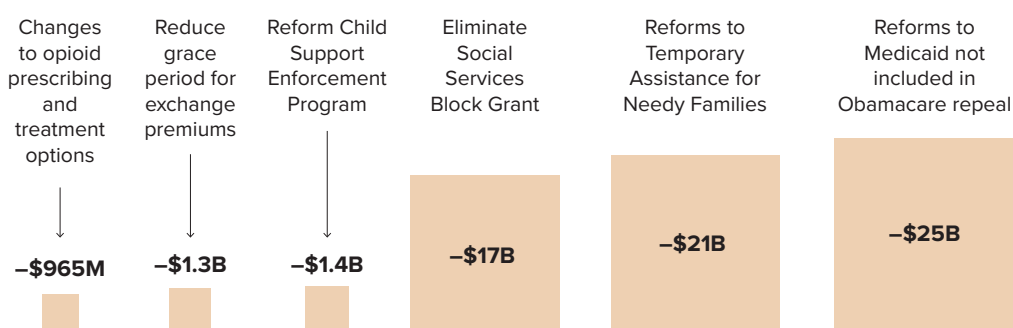 Changes
to opioid
prescribing
and
treatment
options
–$965M
Reduce
grace
period for
exchange
premiums
–$1.3B
Reform Child
Support
Enforcement
Program
–$1.4B
Eliminate
Social
Services
Block Grant
–$17B
Reforms to
Temporary
Assistance for
Needy Families
–$21B
Reforms to
Medicaid not
included in
Obamacare repeal
–$25B